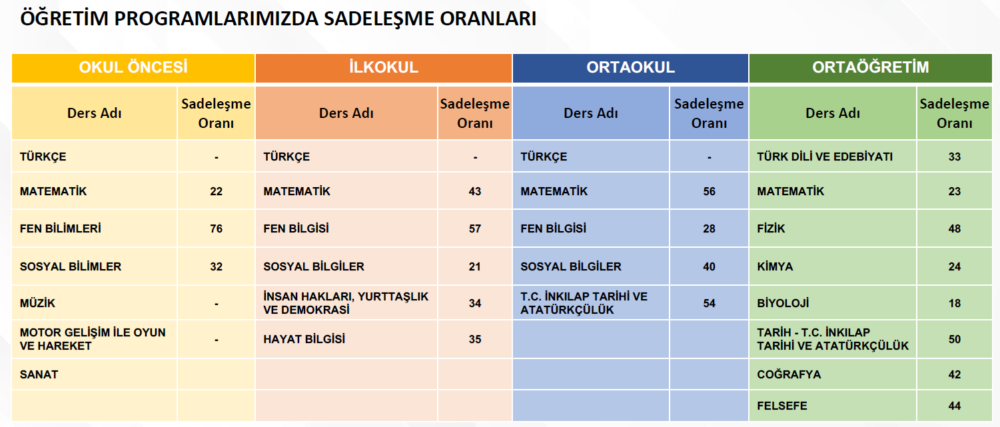 ÖĞRETİM PROGRAMLARIMIZDA SADELEŞME ORANLARI
OKUL ÖNCESİ İLKOKUL ORTAOKUL ORTAÖĞRETİM
Ders Adı Sadeleşme Oranı Ders Adı Sadeleşme Oranı Ders Adı Sadeleşme Oranı Ders Adı Sadeleşme Oranı
TÜRKÇE - TÜRKÇE - TÜRKÇE - TÜRK DİLİ VE EDEBİYATI 33
MATEMATİK 22 MATEMATİK 43 MATEMATİK 56 MATEMATİK 23
FEN BİLİMLERİ 76 FEN BİLGİSİ 57 FEN BİLGİSİ 28 FİZİK 48
SOSYAL BİLİMLER 32 SOSYAL BİLGİLER 21 SOSYAL BİLGİLER 40 KİMYA 24
MÜZİK - İNSAN HAKLARI, YURTTAŞLIK VE DEMOKRASİ 34 T.C. İNKILAP TARİHİ VE ATATÜRKÇÜLÜK 54 BİYOLOJİ 18
MOTOR GELİŞİM İLE OYUN VE HAREKET - HAYAT BİLGİSİ 35 TARİH - T.C. İNKILAP TARİHİ VE ATATÜRKÇÜLÜK 50
SANAT COĞRAFYA 42
FELSEFE 44